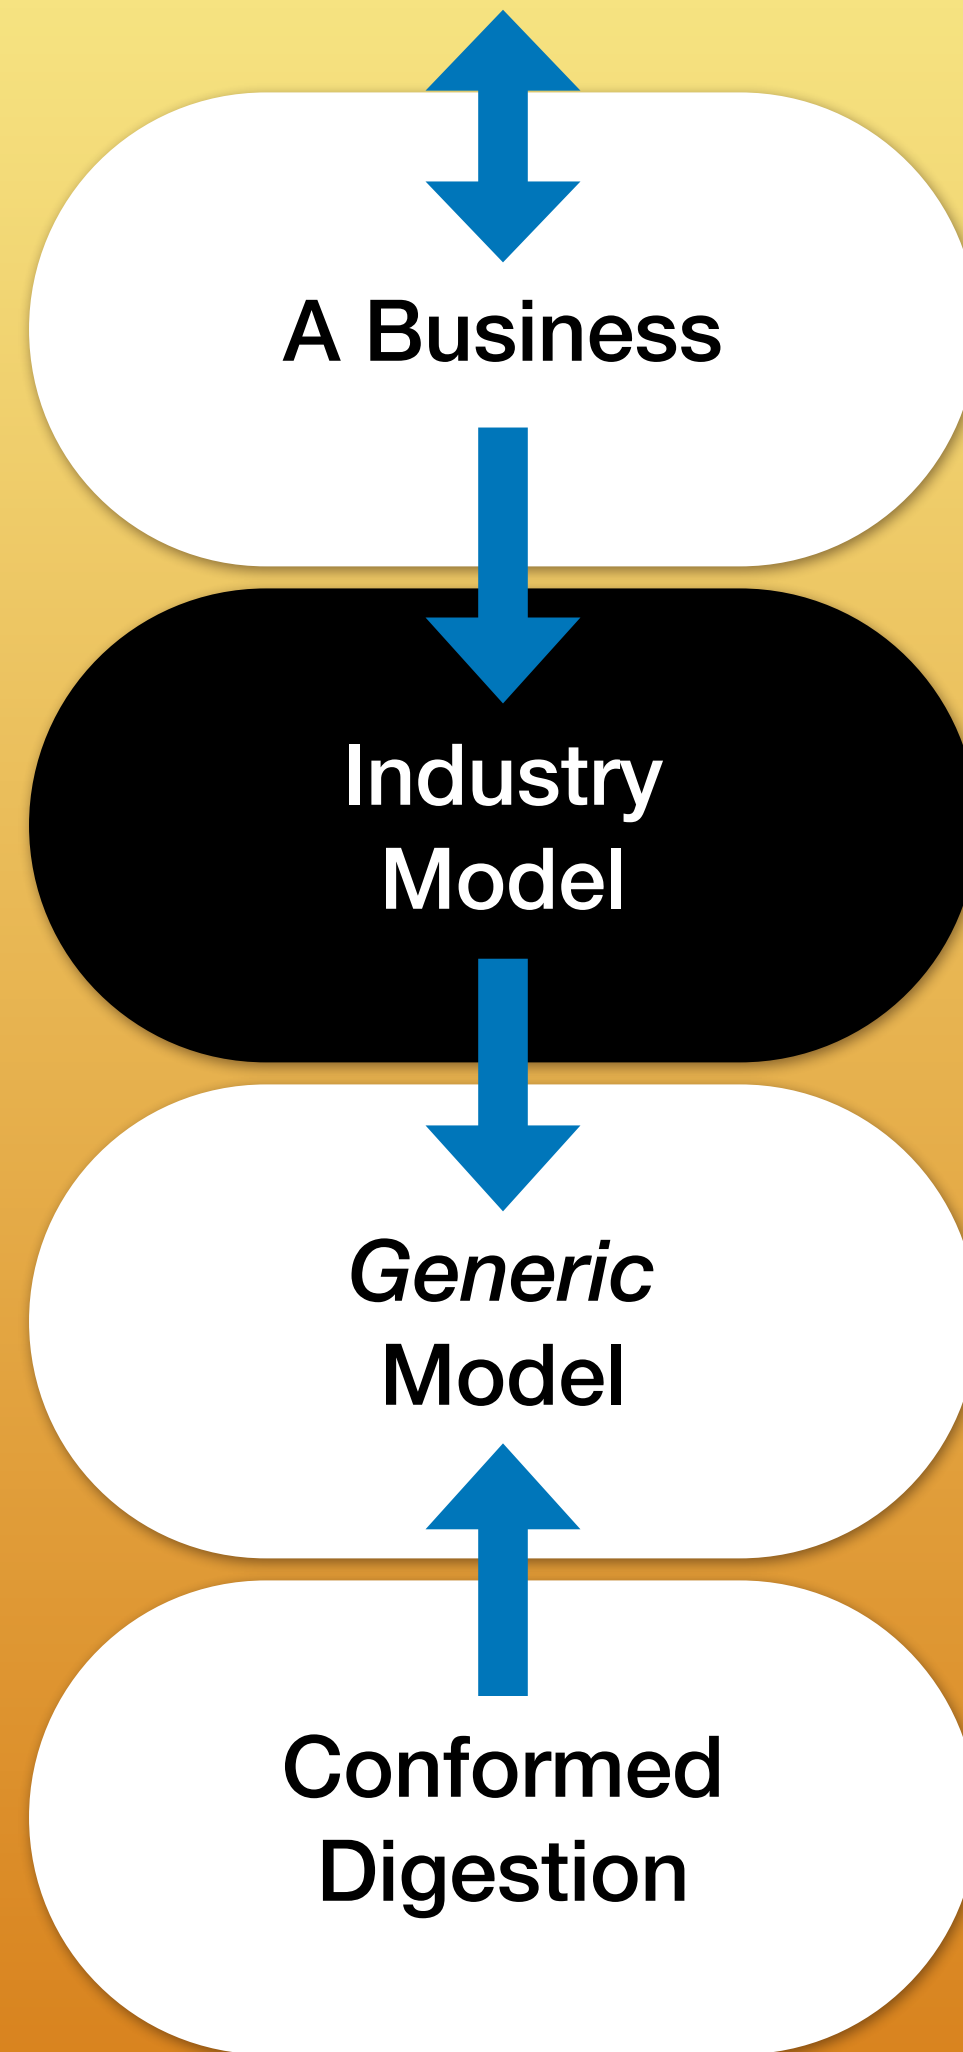 A Business
Industry
Model
Generic
Model
Conformed
Digestion